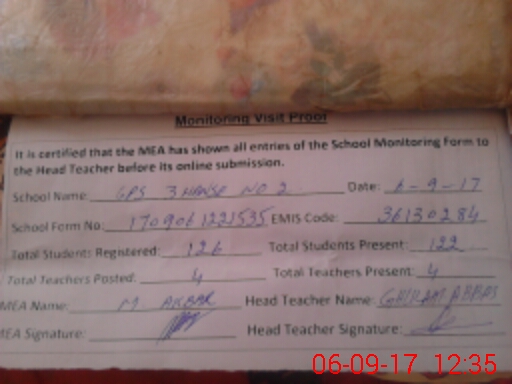 Monitoring Visit Proof
It is certified that the MEA has shown all entries of the School Monitoring Form to
the Head Teacher before its online submission.
School Name: GPS NO 2 Date: 6-9-17
School Form No: 1709061221535 EMIS Code: 36130284
Total Students Registered: 126 Total Students Present: 122
Total Teachers Posted: 4 Total Teachers Present: 4
MEA Name: M. AKBAR Head Teacher Name: GHULAM ABBAS
MEA Signature: Head Teacher Signature:
06-09-17 12:35